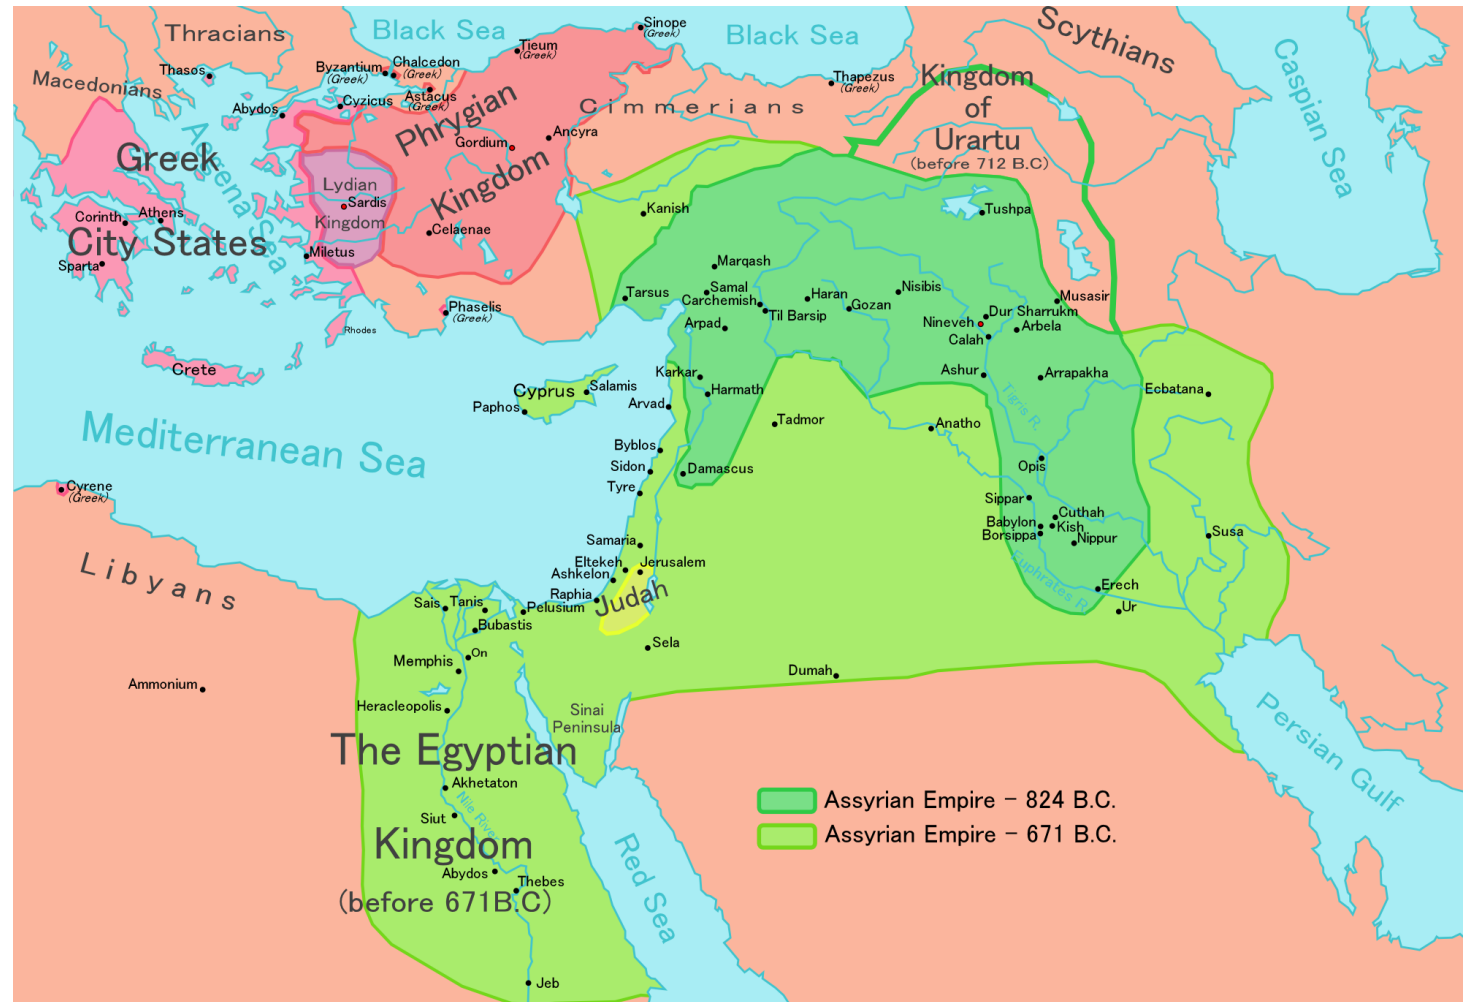 Thracians
Black Sea
Sinope
(Greek)
Black Sea
Scythians
Caspian Sea
Tieum
(Greek)
Thasos
Byzantium
(Greek)
Chalcedon
(Greek)
Macedonians
Astacus
(Greek)
Abydos
Cyzicus
Thapezus
(Greek)
Cimmerians
Kingdom
of
Urartu
(before 712 B.C)
Phrygian
Kingdom
Gordium
Ancyra
Greek
City States
Aegena Sea
Lydian
Kingdom
Sardis
Celaenae
Miletus
Corinth
Athens
Sparta
Kanish
Tushpa
Marqash
Tarsus
Samal
Carchemish
Haran
Nisibis
Gozan
Til Barsip
Arpad
Musasir
Dur Sharrukm
Nineveh
Arbela
Calah
Phaselis
(Greek)
Rhodes
Crete
Cyprus
Salamis
Paphos
Karkar
Harmath
Arvad
Ashur
Arrapakha
Ecbatana
Tigris R.
Tadmor
Anatho
Mediterranean Sea
Byblos
Sidon
Tyre
Damascus
Opis
Sippar
Cuthah
Babylon
Kish
Borsippa
Nippur
Susa
Cyrene
(Greek)
Libyans
Samaria
Eltekeh
Jerusalem
Ashkelon
Raphia
Judah
Euphrates R.
Erech
Ur
Sais
Tanis
Pelusium
Bubastis
On
Memphis
Sela
Dumah
Ammonium
Heracleopolis
Sinai
Peninsula
Persian Gulf
The Egyptian
Kingdom
(before 671B.C)
Akhetaton
Nile River
Siut
Abydos
Thebes
Jeb
Red Sea
Assyrian Empire - 824 B.C.
Assyrian Empire - 671 B.C.